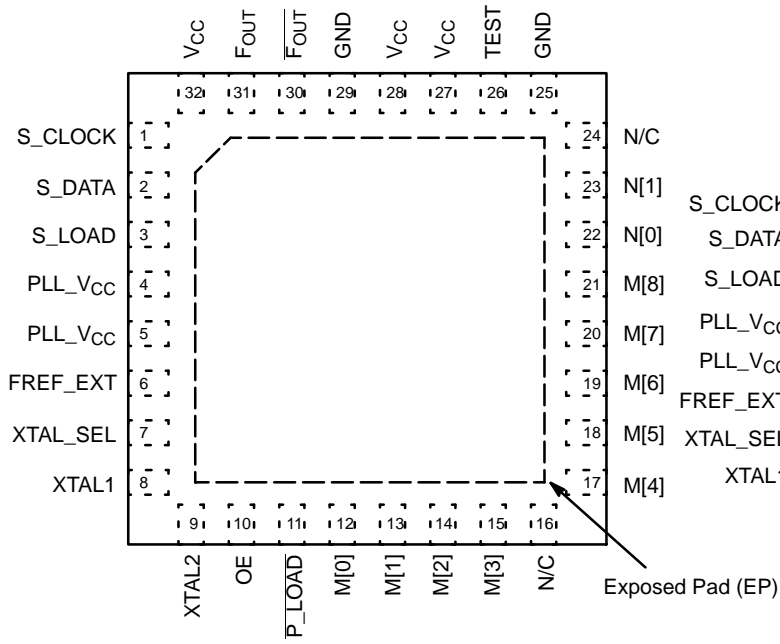 VCC
FOUT
FOUT
GND
VCC
VCC
TEST
GND
32
31
30
29
28
27
26
25
S_CLOCK
1
S_DATA
2
S_LOAD
3
PLL_VCC
4
PLL_VCC
5
FREF_EXT
6
XTAL_SEL
7
XTAL1
8
24 N/C
23 N[1]
22 N[0]
21 M[8]
20 M[7]
19 M[6]
18 M[5]
17 M[4]
9
10
11
12
13
14
15
16
XTAL2
OE
P_LOAD
M[0]
M[1]
M[2]
M[3]
N/C
Exposed Pad (EP)
S_CLOCK
S_DATA
S_LOAD
PLL_VCC
PLL_VCC
FREF_EXT
XTAL_SEL
XTAL1